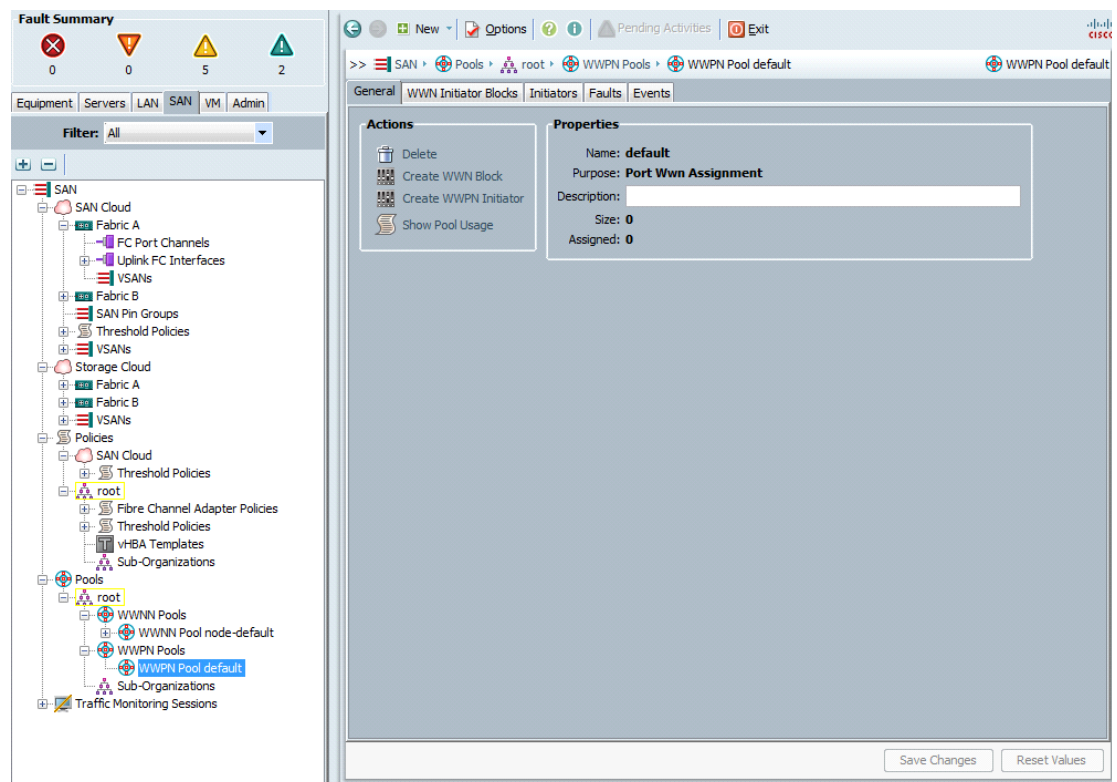 Fault Summary
0 0 5 2
Equipment Servers LAN SAN VM Admin
Filter: All
SAN
SAN Cloud
Fabric A
FC Port Channels
Uplink FC Interfaces
VSANs
Fabric B
SAN Pin Groups
Threshold Policies
VSANs
Storage Cloud
Fabric A
Fabric B
VSANs
Policies
SAN Cloud
Threshold Policies
root
Fibre Channel Adapter Policies
Threshold Policies
vHBA Templates
Sub-Organizations
Pools
root
WWNN Pools
WWNN Pool node-default
WWPN Pools
WWPN Pool default
Sub-Organizations
Traffic Monitoring Sessions
New Options Pending Activities Exit
cisco
>> SAN Pools root WWPN Pools WWPN Pool default WWPN Pool default
General WWN Initiator Blocks Initiators Faults Events
Actions
Delete
Create WWN Block
Create WWPN Initiator
Show Pool Usage
Properties
Name: default
Purpose: Port Wwn Assignment
Description:
Size: 0
Assigned: 0
Save Changes Reset Values